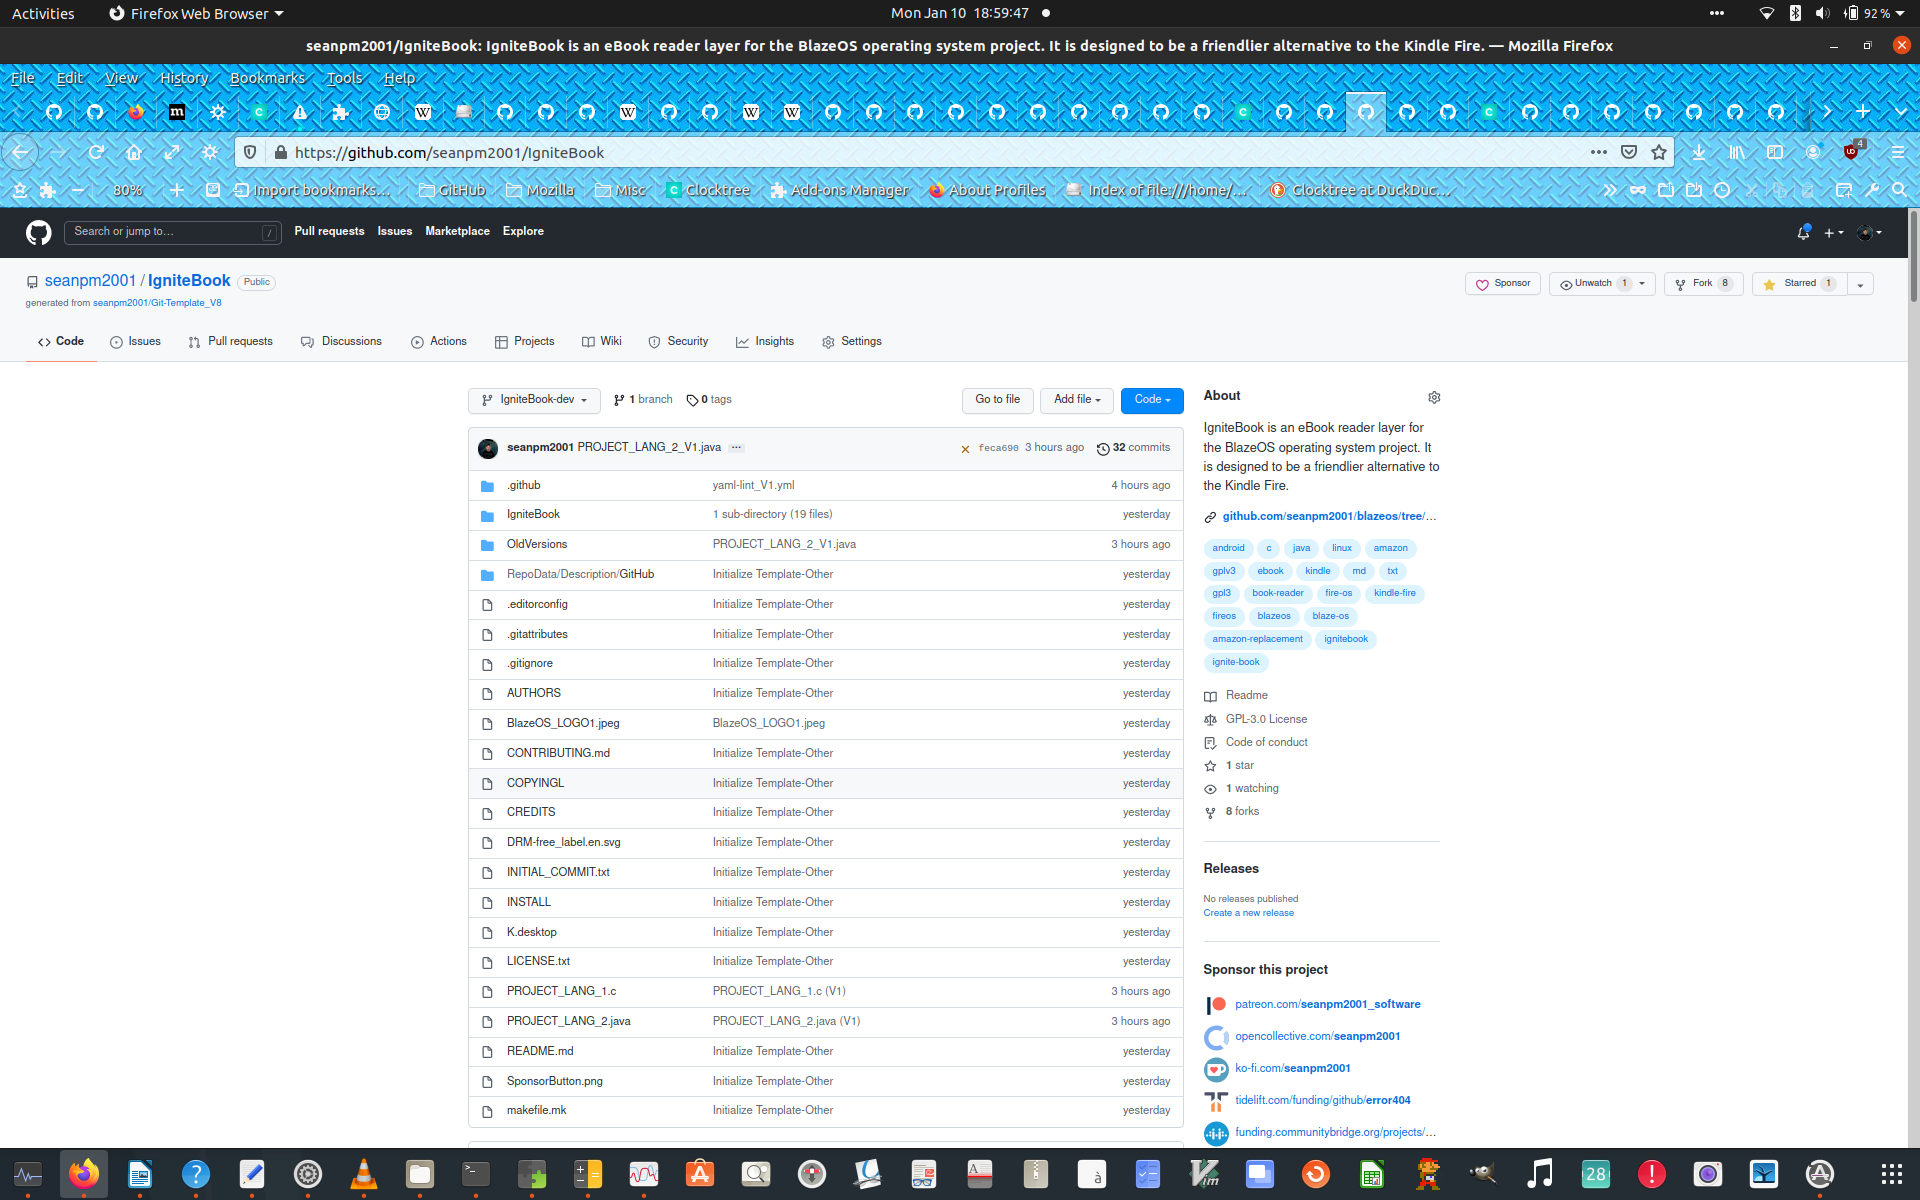 Activities
Firefox Web Browser
Mon Jan 10 18:59:47
92 %
seanpm2001/IgniteBook: IgniteBook is an eBook reader layer for the BlazeOS operating system project. It is designed to be a friendlier alternative to the Kindle Fire. — Mozilla Firefox
File Edit View History Bookmarks Tools Help
https://github.com/seanpm2001/IgniteBook
4
80%
Import bookmarks...
GitHub
Mozilla
Misc
Clocktree
Add-ons Manager
About Profiles
Index of file:///home/...
Clocktree at DuckDuc...
Search or jump to...
/
Pull requests
Issues
Marketplace
Explore
seanpm2001 / IgniteBook
Public
generated from seanpm2001/Git-Template_V8
Sponsor
Unwatch 1
Fork 8
Starred 1
Code
Issues
Pull requests
Discussions
Actions
Projects
Wiki
Security
Insights
Settings
IgniteBook-dev
1 branch
0 tags
Go to file
Add file
Code
seanpm2001 PROJECT_LANG_2_V1.java ... feca690 3 hours ago 32 commits
.github yaml-lint_V1.yml 4 hours ago
IgniteBook 1 sub-directory (19 files) yesterday
OldVersions PROJECT_LANG_2_V1.java 3 hours ago
RepoData/Description/GitHub Initialize Template-Other yesterday
.editorconfig Initialize Template-Other yesterday
.gitattributes Initialize Template-Other yesterday
.gitignore Initialize Template-Other yesterday
AUTHORS Initialize Template-Other yesterday
BlazeOS_LOGO1.jpeg BlazeOS_LOGO1.jpeg yesterday
CONTRIBUTING.md Initialize Template-Other yesterday
COPYINGL Initialize Template-Other yesterday
CREDITS Initialize Template-Other yesterday
DRM-free_label.en.svg Initialize Template-Other yesterday
INITIAL_COMMIT.txt Initialize Template-Other yesterday
INSTALL Initialize Template-Other yesterday
K.desktop Initialize Template-Other yesterday
LICENSE.txt Initialize Template-Other yesterday
PROJECT_LANG_1.c PROJECT_LANG_1.c (V1) 3 hours ago
PROJECT_LANG_2.java PROJECT_LANG_2.java (V1) 3 hours ago
README.md Initialize Template-Other yesterday
SponsorButton.png Initialize Template-Other yesterday
makefile.mk Initialize Template-Other yesterday
About
IgniteBook is an eBook reader layer for
the BlazeOS operating system project. It
is designed to be a friendlier alternative to
the Kindle Fire.
github.com/seanpm2001/blazeos/tree/...
android c java linux amazon
gplv3 ebook kindle md txt
gpl3 book-reader fire-os kindle-fire
fireos blazeos blaze-os
amazon-replacement ignitebook
ignite-book
Readme
GPL-3.0 License
Code of conduct
1 star
1 watching
8 forks
Releases
No releases published
Create a new release
Sponsor this project
patreon.com/seanpm2001_software
opencollective.com/seanpm2001
ko-fi.com/seanpm2001
tidelift.com/funding/github/error404
funding.communitybridge.org/projects/...
28